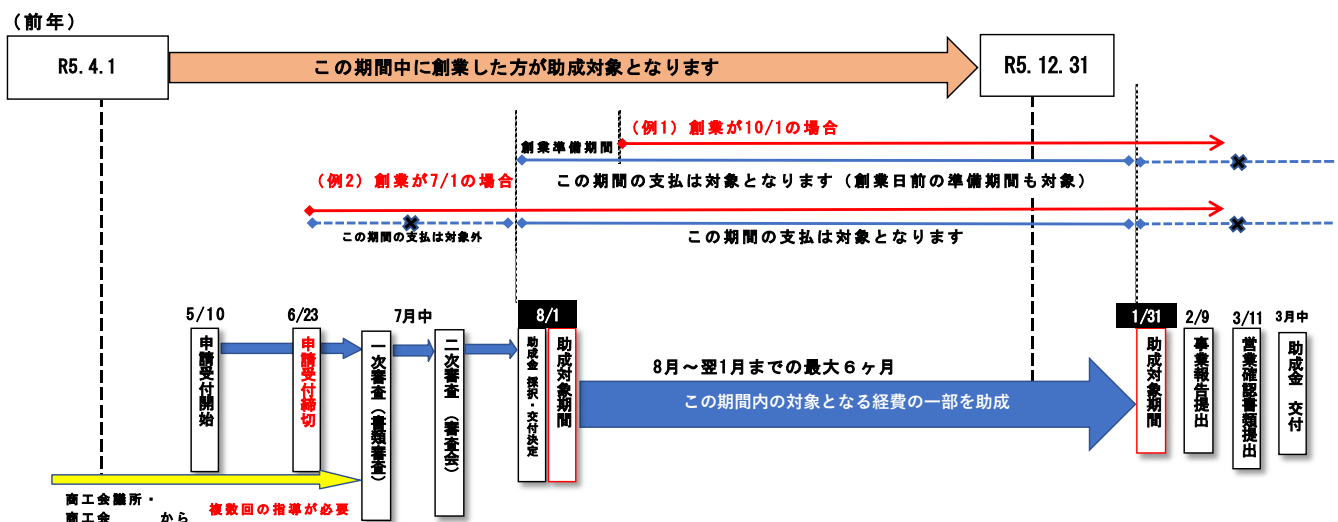 (前年)
R5.4.1
この期間中に創業した方が助成対象となります
R5.12.31
(例1) 創業が10/1の場合
創業準備期間
(例2) 創業が7/1の場合
この期間の支払は対象となります (創業日前の準備期間も対象)
この期間の支払は対象外
この期間の支払は対象となります
5/10
申請受付開始
6/23
申請受付締切
7月中
一次審査(書類審査)
二次審査 (審査会)
8/1
助成金 採択・交付決定
助成対象期間
8月~翌1月までの最大6ヶ月
この期間内の対象となる経費の一部を助成
1/31
助成対象期間
2/9
事業報告提出
3/11
営業確認書類提出
3月中
助成金 交付
商工会議所・
商工会 から
複数回の指導が必要